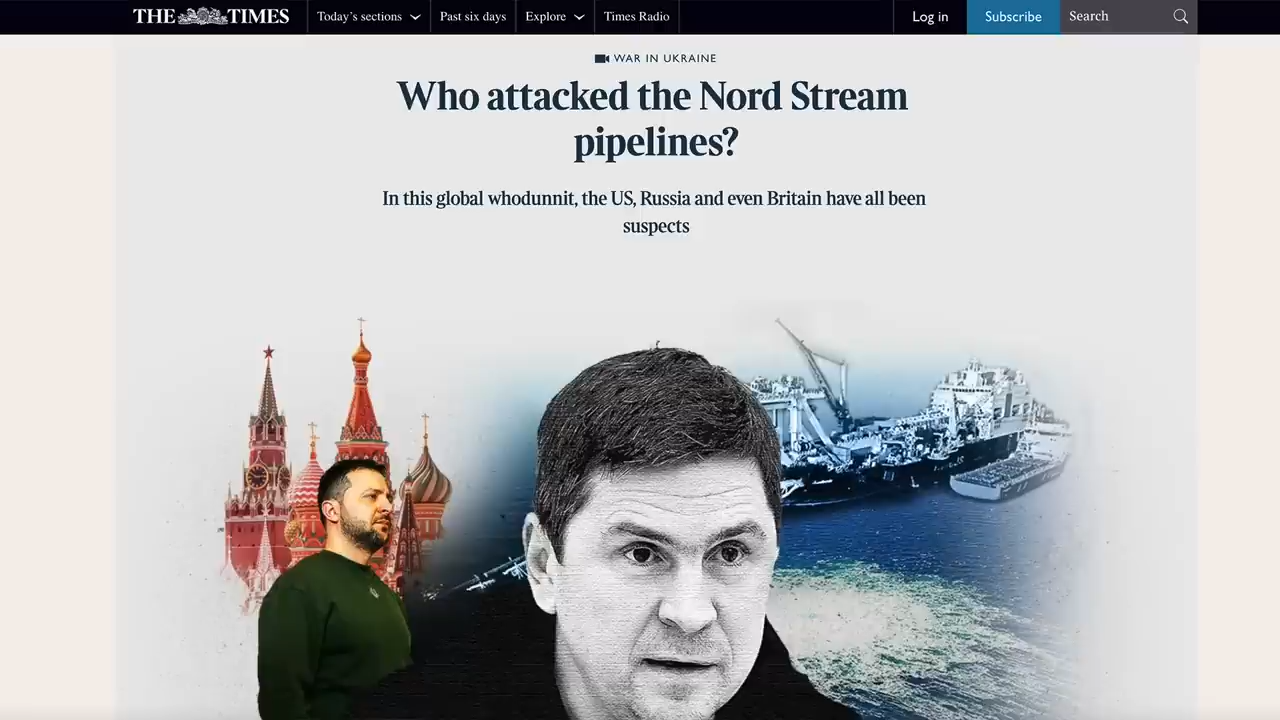 THE TIMES Today's sections Past six days Explore Times Radio Log in Subscribe Search
WAR IN UKRAINE
Who attacked the Nord Stream
pipelines?
In this global whodunnit, the US, Russia and even Britain have all been
suspects